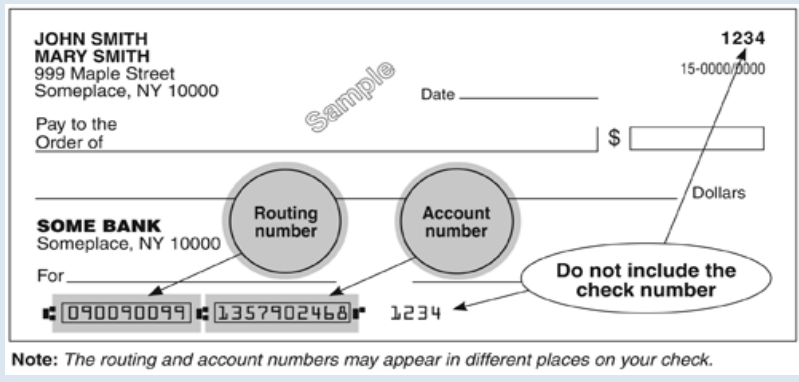 JOHN SMITH
MARY SMITH
999 Maple Street
Someplace, NY 10000
1234
15-0000/0000
Sample
Date
Pay to the
Order of
$
Dollars
Routing
number
Account
number
SOME BANK
Someplace, NY 10000
For
Do not include the
check number
090090099
1357902468
1234
Note: The routing and account numbers may appear in different places on your check.